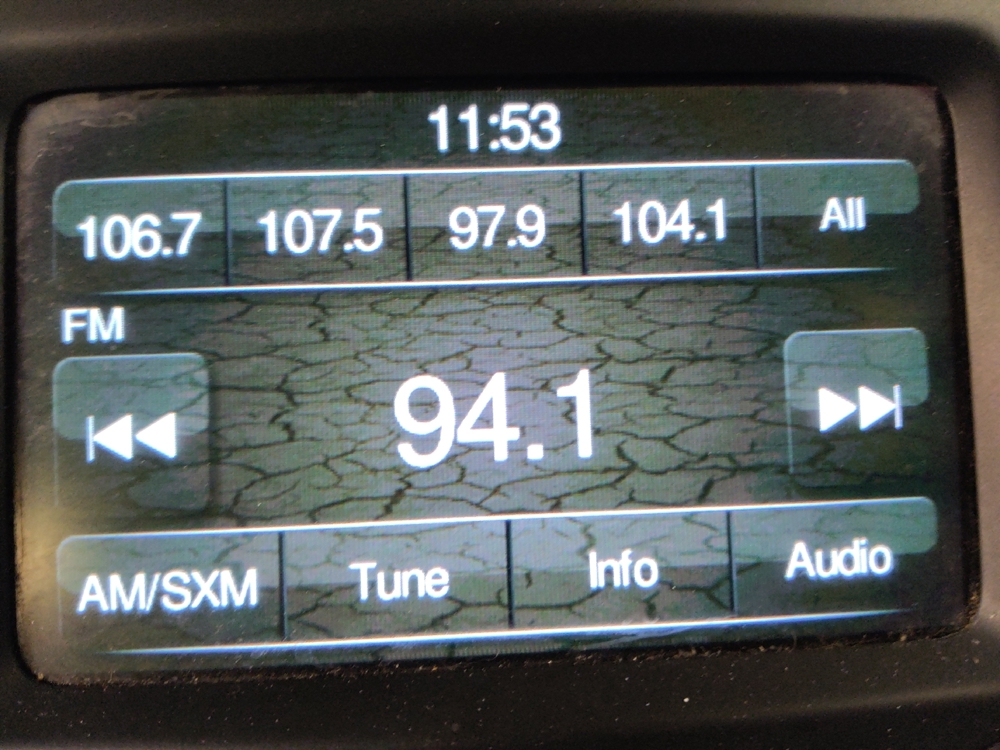 11:53
106.7 107.5 97.9 104.1 All
FM
94.1
AM/SXM Tune Info Audio